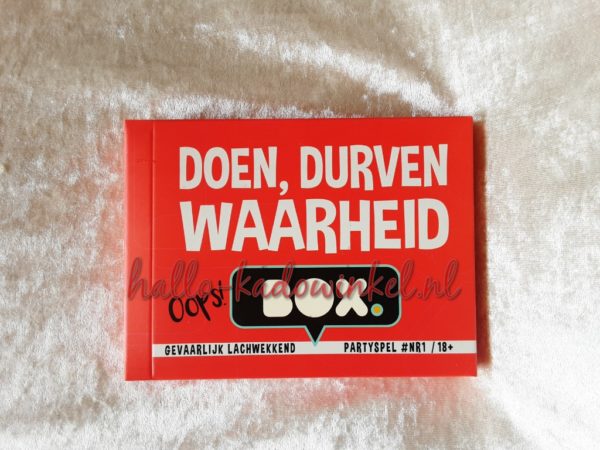 DOEN, DURVEN
WAARHEID
hallo-kadowinkel.nl
Oops! BOX.
GEVAARLIJK LACHWEKKEND PARTYSPEL #NR1 / 18+